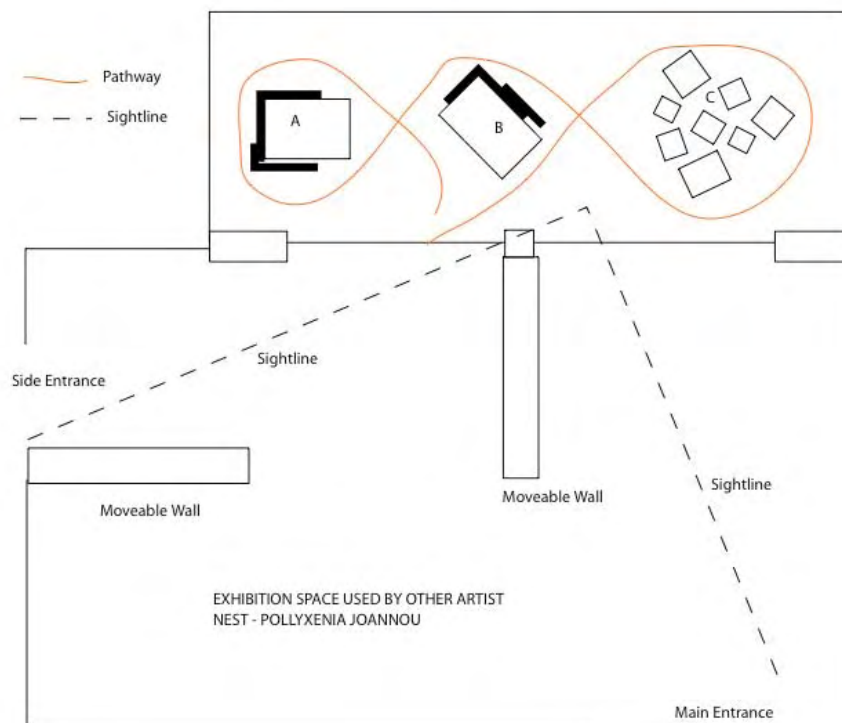 Pathway
Sightline
A
B
C
Sightline
Side Entrance
Moveable Wall
Moveable Wall
Sightline
EXHIBITION SPACE USED BY OTHER ARTIST
NEST - POLLYXENIA JOANNOU
Main Entrance